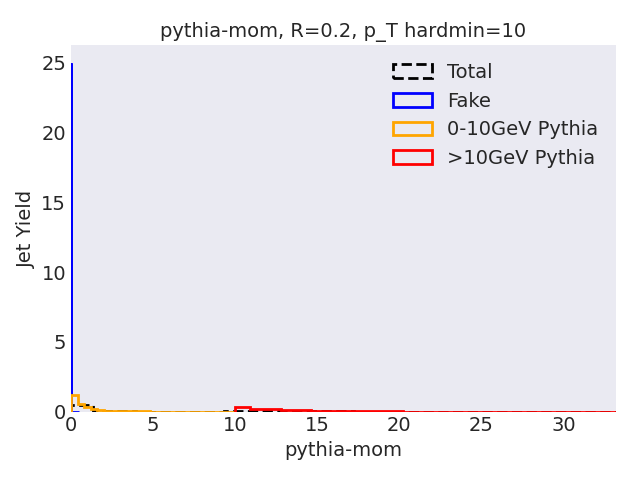 pythia-mom, R=0.2, p_T hardmin=10
Total
Fake
0-10GeV Pythia
>10GeV Pythia
Jet Yield
25
20
15
10
5
0
0 5 10 15 20 25 30
pythia-mom